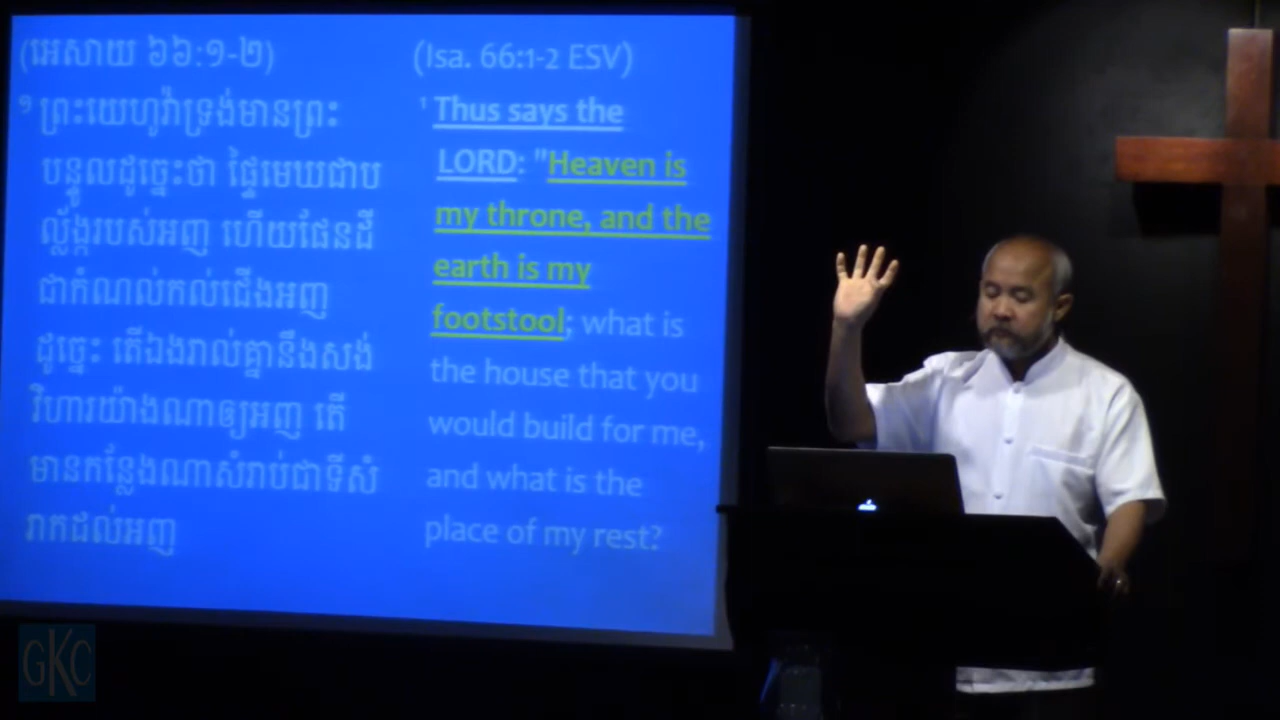 (អេសាយ ៦៦:១-២)
១ ព្រះយេហូវ៉ាទ្រង់មានព្រះ
បន្ទូលដូច្នេះថា ផ្ទៃមេឃជាប
ល្ល័ង្ករបស់អញ ហើយផែនដី
ជាកំណល់កល់ជើងអញ
ដូច្នេះ តើឯងរាល់គ្នានឹងសង់
វិហារយ៉ាងណាឲ្យអញ តើ
មានកន្លែងណាសំរាប់ជាទីសំ
រាកដល់អញ
(Isa. 66:1-2 ESV)
1 Thus says the
LORD: "Heaven is
my throne, and the
earth is my
footstool; what is
the house that you
would build for me,
and what is the
place of my rest?
GKC